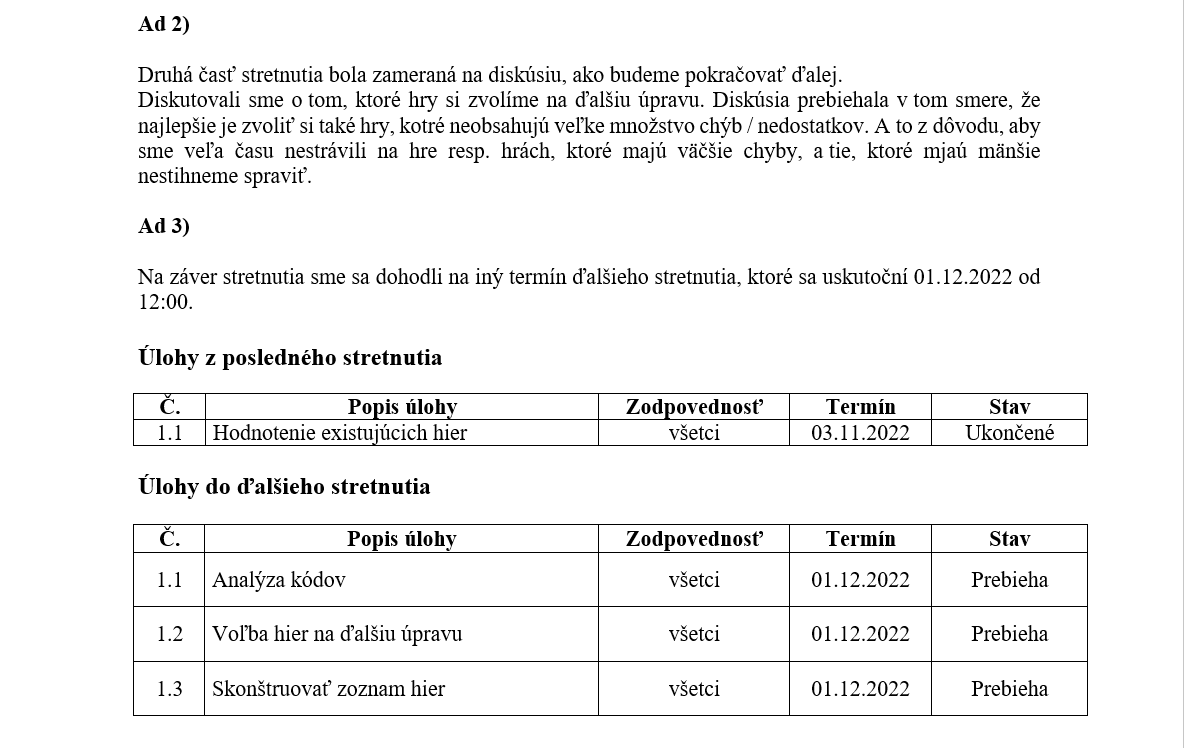 Ad 2)
Druhá časť stretnutia bola zameraná na diskúsiu, ako budeme pokračovať ďalej.
Diskutovali sme o tom, ktoré hry si zvolíme na ďalšiu úpravu. Diskúsia prebiehala v tom smere, že
najlepšie je zvoliť si také hry, kotré neobsahujú veľke množstvo chýb / nedostatkov. A to z dôvodu, aby
sme veľa času nestrávili na hre resp. hrách, ktoré majú väčšie chyby, a tie, ktoré mjaú mänšie
nestihneme spraviť.
Ad 3)
Na záver stretnutia sme sa dohodli na iný termín ďalšieho stretnutia, ktoré sa uskutoční 01.12.2022 od
12:00.
Úlohy z posledného stretnutia
Č. Popis úlohy Zodpovednosť Termín Stav
1.1 Hodnotenie existujúcich hier všetci 03.11.2022 Ukončené
Úlohy do ďalšieho stretnutia
Č. Popis úlohy Zodpovednosť Termín Stav
1.1 Analýza kódov všetci 01.12.2022 Prebieha
1.2 Voľba hier na ďalšiu úpravu všetci 01.12.2022 Prebieha
1.3 Skonštruovať zoznam hier všetci 01.12.2022 Prebieha